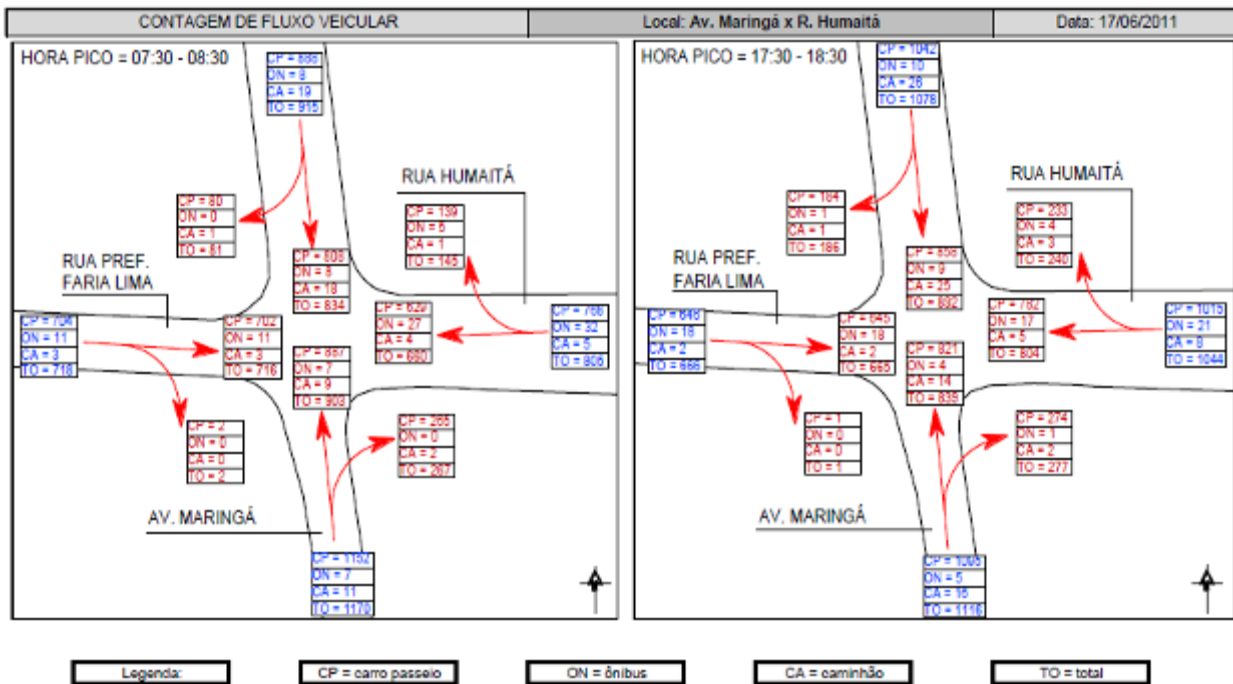 CONTAGEM DE FLUXO VEICULAR
Local: Av. Maringá x R. Humaitá
Data: 17/06/2011
HORA PICO = 07:30 - 08:30
CP = 888
ON = 8
CA = 19
TO = 915
CP = 80
ON = 0
CA = 1
TO = 81
RUA HUMAITÁ
CP = 139
ON = 5
CA = 1
TO = 145
RUA PREF.
FARIA LIMA
CP = 808
ON = 8
CA = 18
TO = 834
CP = 629
ON = 27
CA = 4
TO = 660
CP = 768
ON = 32
CA = 5
TO = 805
CP = 704
ON = 11
CA = 3
TO = 718
CP = 702
ON = 11
CA = 3
TO = 716
CP = 887
ON = 7
CA = 9
TO = 903
CP = 2
ON = 0
CA = 0
TO = 2
CP = 265
ON = 0
CA = 2
TO = 267
AV. MARINGÁ
CP = 1152
ON = 7
CA = 11
TO = 1170
HORA PICO = 17:30 - 18:30
CP = 1042
ON = 10
CA = 26
TO = 1078
CP = 184
ON = 1
CA = 1
TO = 186
RUA HUMAITÁ
CP = 233
ON = 4
CA = 3
TO = 240
RUA PREF.
FARIA LIMA
CP = 858
ON = 9
CA = 25
TO = 892
CP = 782
ON = 17
CA = 5
TO = 804
CP = 1015
ON = 21
CA = 8
TO = 1044
CP = 646
ON = 18
CA = 2
TO = 666
CP = 645
ON = 18
CA = 2
TO = 665
CP = 821
ON = 4
CA = 14
TO = 839
CP = 1
ON = 0
CA = 0
TO = 1
CP = 274
ON = 1
CA = 2
TO = 277
AV. MARINGÁ
CP = 1095
ON = 5
CA = 16
TO = 1116
Legenda:
CP = carro passeio
ON = ônibus
CA = caminhão
TO = total